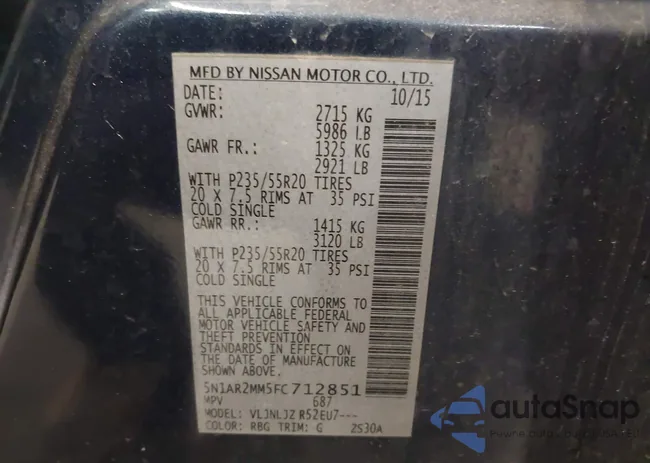 MFD BY NISSAN MOTOR CO., LTD.
DATE: 10/15
GVWR: 2715 KG
5986 LB
GAWR FR.: 1325 KG
2921 LB
WITH P235/55R20 TIRES
20 X 7.5 RIMS AT 35 PSI
COLD SINGLE
GAWR RR.: 1415 KG
3120 LB
WITH P235/55R20 TIRES
20 X 7.5 RIMS AT 35 PSI
COLD SINGLE
THIS VEHICLE CONFORMS TO
ALL APPLICABLE FEDERAL
MOTOR VEHICLE SAFETY AND
THEFT PREVENTION
STANDARDS IN EFFECT ON
THE DATE OF MANUFACTURE
SHOWN ABOVE.
5N1AR2MM5FC712851
MPV 687
MODEL: VLJNLJZ R52EU7---
COLOR: RBG TRIM: G 2S30A
autoSnap